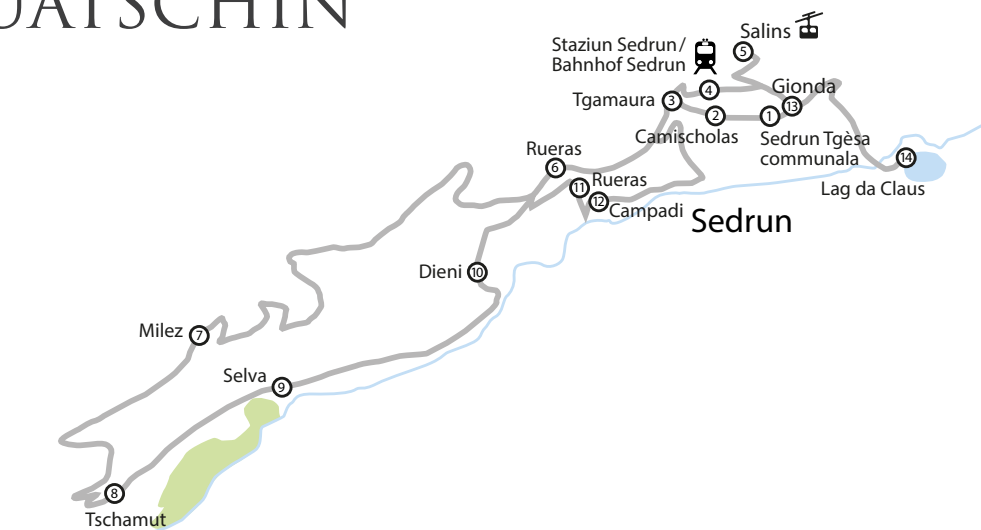 UATSCHIN
Salins
5
Staziun Sedrun/
Bahnhof Sedrun
4
Gionda
13
Tgamaura 3
2
1
Camischolas
Sedrun Tgèsa
communala
14
Lag da Claus
Rueras
6
11 Rueras
12 Campadi
Sedrun
Dieni 10
Milez 7
Selva 9
8
Tschamut